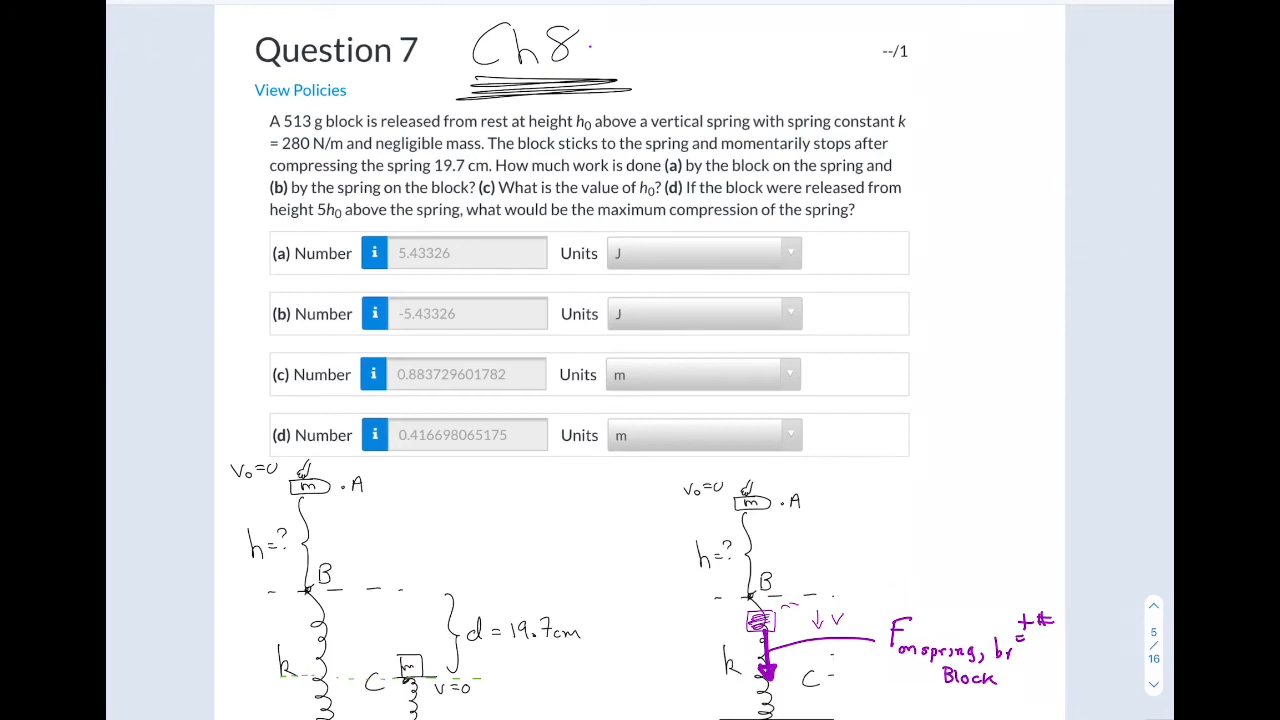 Question 7
Ch 8
--/1
View Policies
A 513 g block is released from rest at height h₀ above a vertical spring with spring constant k
= 280 N/m and negligible mass. The block sticks to the spring and momentarily stops after
compressing the spring 19.7 cm. How much work is done (a) by the block on the spring and
(b) by the spring on the block? (c) What is the value of h₀? (d) If the block were released from
height 5h₀ above the spring, what would be the maximum compression of the spring?
(a) Number i 5.43326 Units J
(b) Number i -5.43326 Units J
(c) Number i 0.883729601782 Units m
(d) Number i 0.416698065175 Units m
v₀=0
m
.A
h=?
B
d = 19.7cm
k
m
C
v=0
v₀=0
m
.A
h=?
B
↓ v
F on spring, by = +
Block
k
C
5
/
16